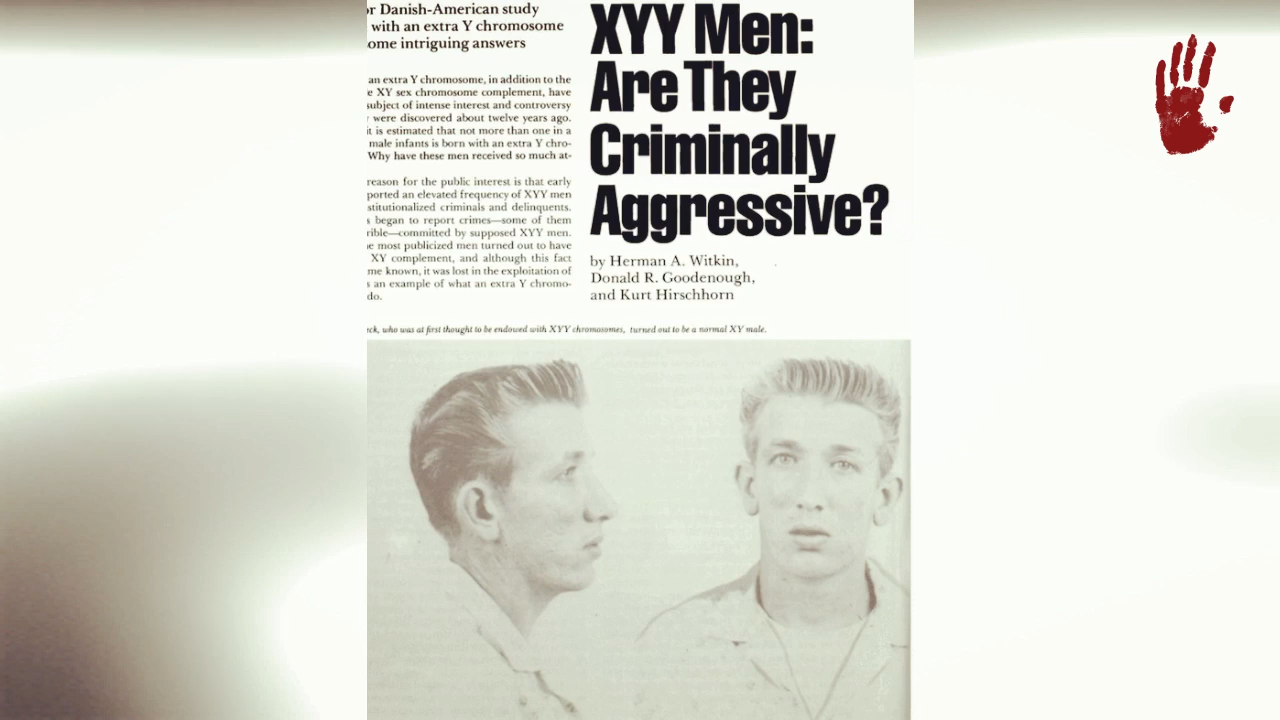 or Danish-American study
with an extra Y chromosome
ome intriguing answers
an extra Y chromosome, in addition to the
e XY sex chromosome complement, have
subject of intense interest and controversy
were discovered about twelve years ago.
it is estimated that not more than one in a
male infants is born with an extra Y chro-
Why have these men received so much at-
reason for the public interest is that early
ported an elevated frequency of XYY men
stitutionalized criminals and delinquents.
s began to report crimes—some of them
rible—committed by supposed XYY men.
e most publicized men turned out to have
XY complement, and although this fact
me known, it was lost in the exploitation of
s an example of what an extra Y chromo-
do.
XYY Men:
Are They
Criminally
Aggressive?
by Herman A. Witkin,
Donald R. Goodenough,
and Kurt Hirschhorn
eck, who was at first thought to be endowed with XYY chromosomes, turned out to be a normal XY male.